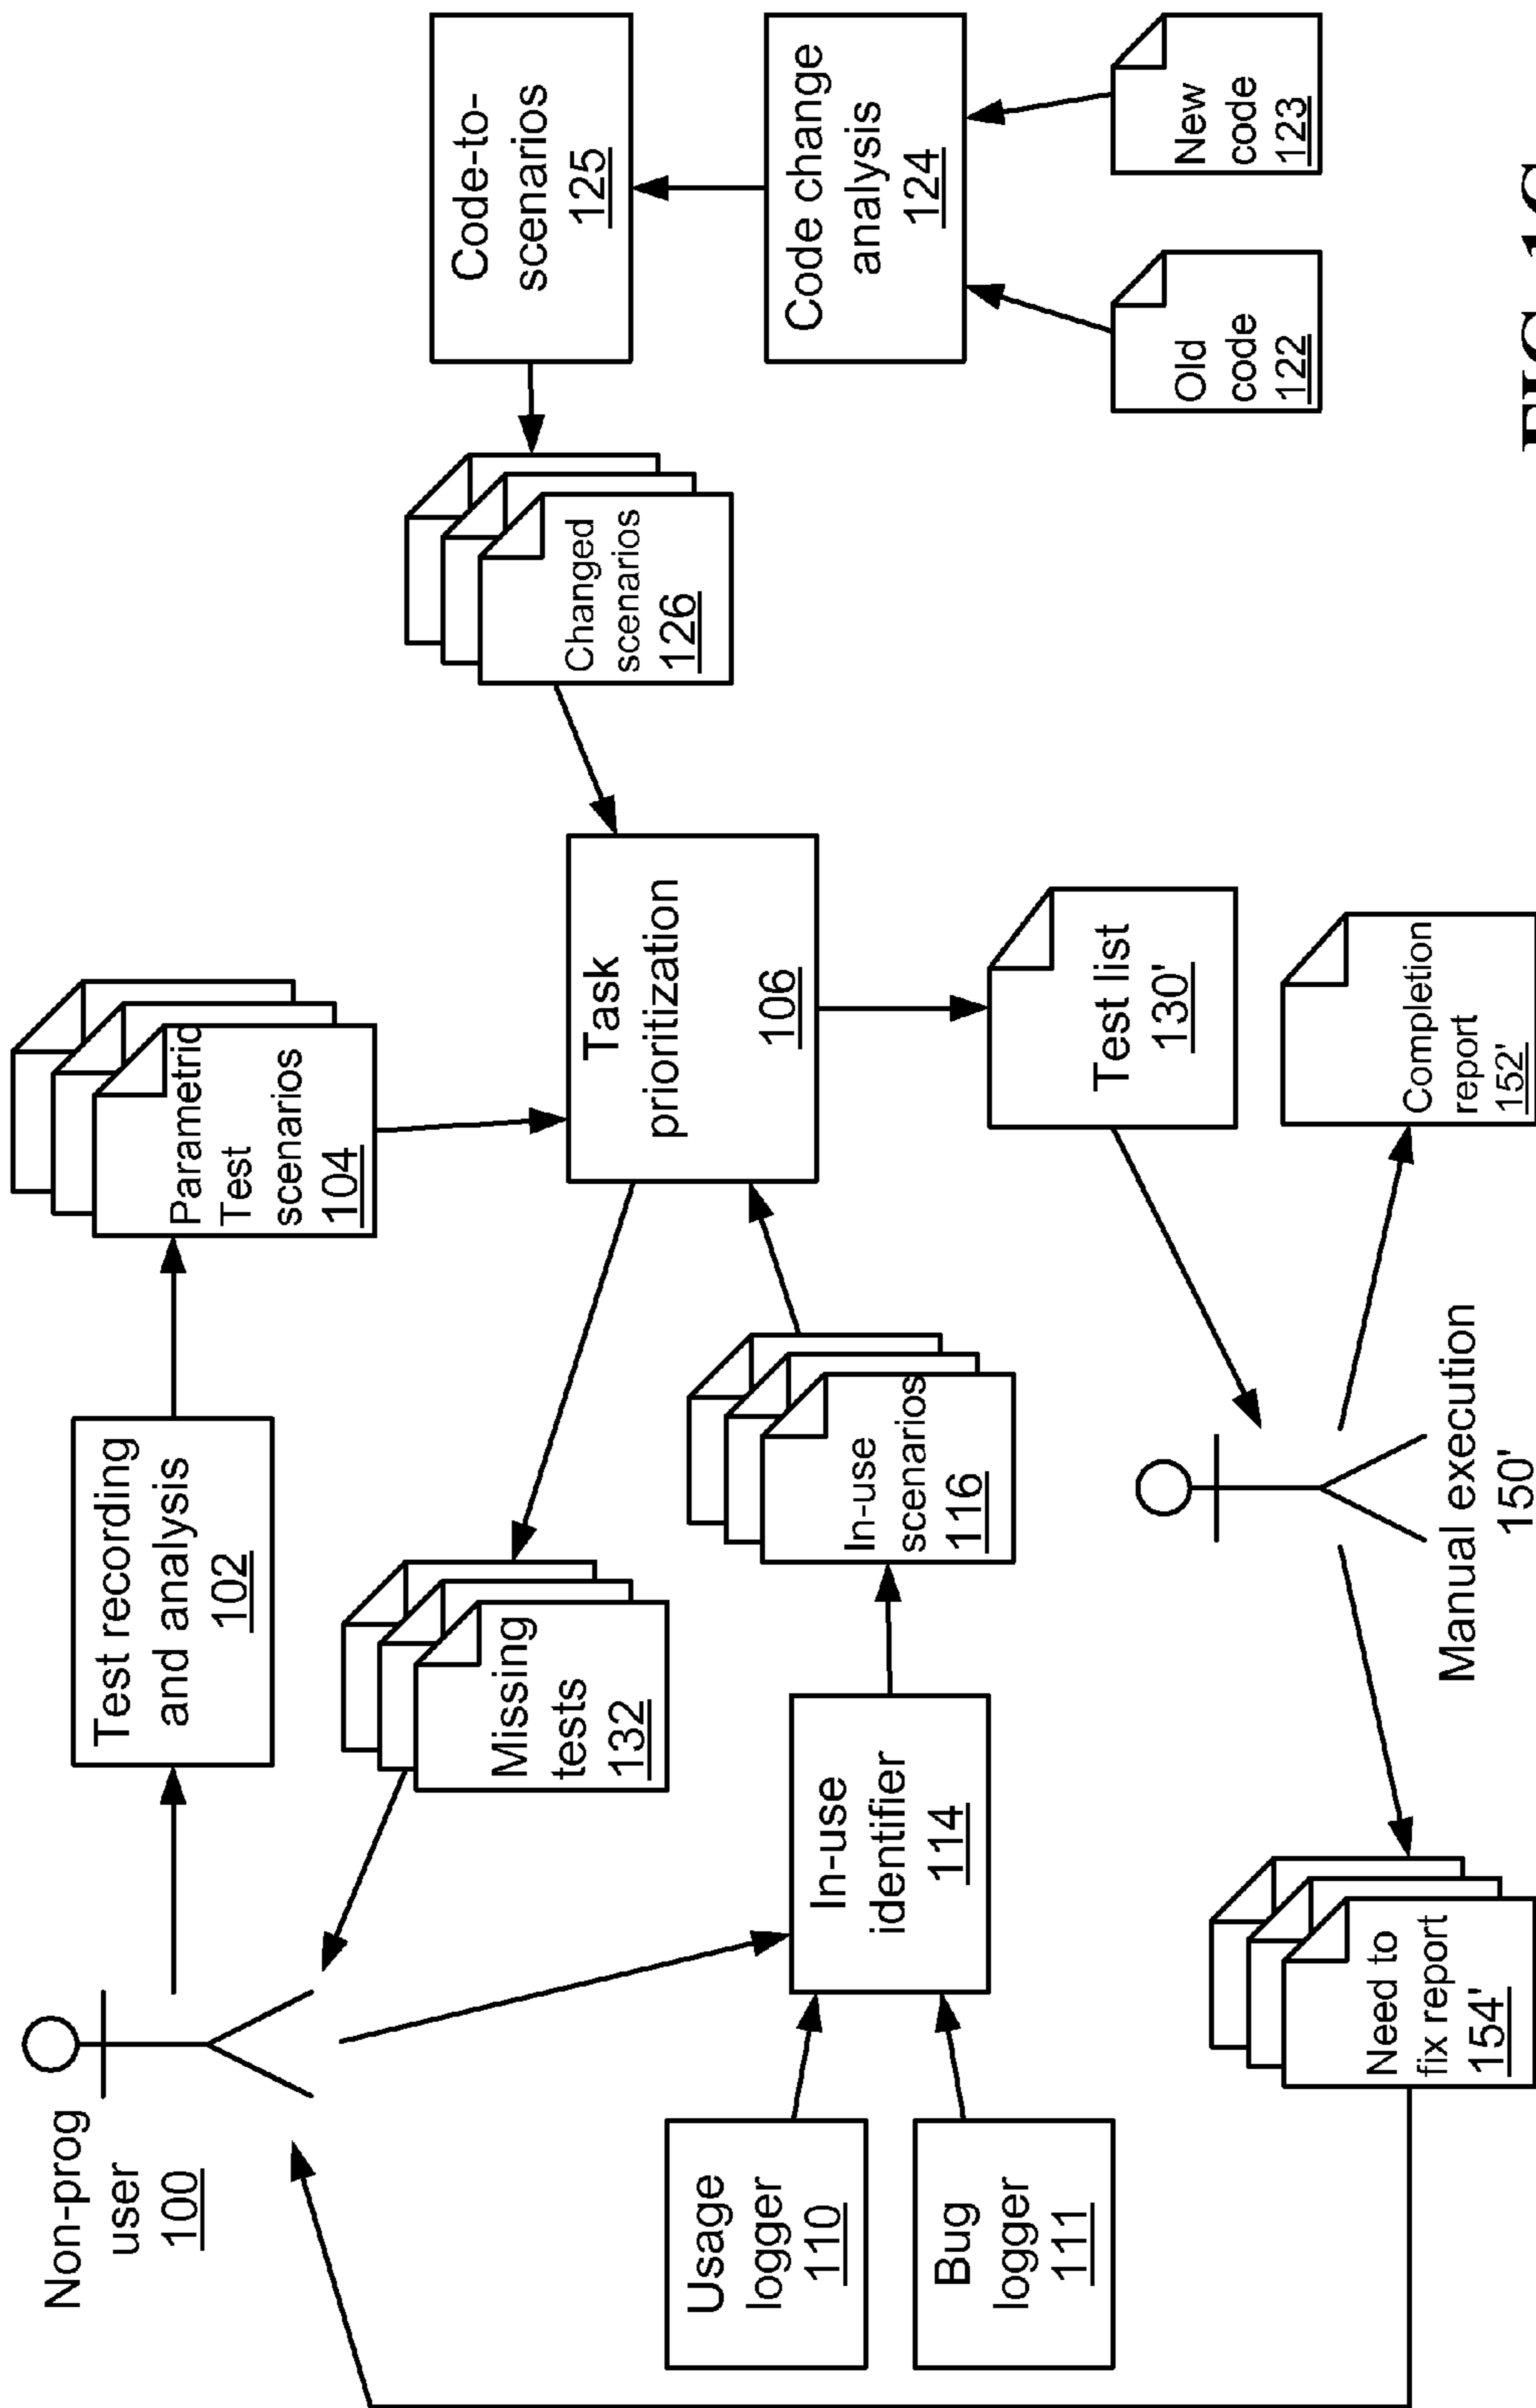 Non-prog
user
100
Test recording
and analysis
102
Parametric
Test
scenarios
104
Missing
tests
132
Task
prioritization
106
Changed
scenarios
126
Code-to-
scenarios
125
Code change
analysis
124
Old
code
122
New
code
123
Usage
logger
110
Bug
logger
111
In-use
identifier
114
In-use
scenarios
116
Test list
130'
Need to
fix report
154'
Manual execution
150'
Completion
report
152'